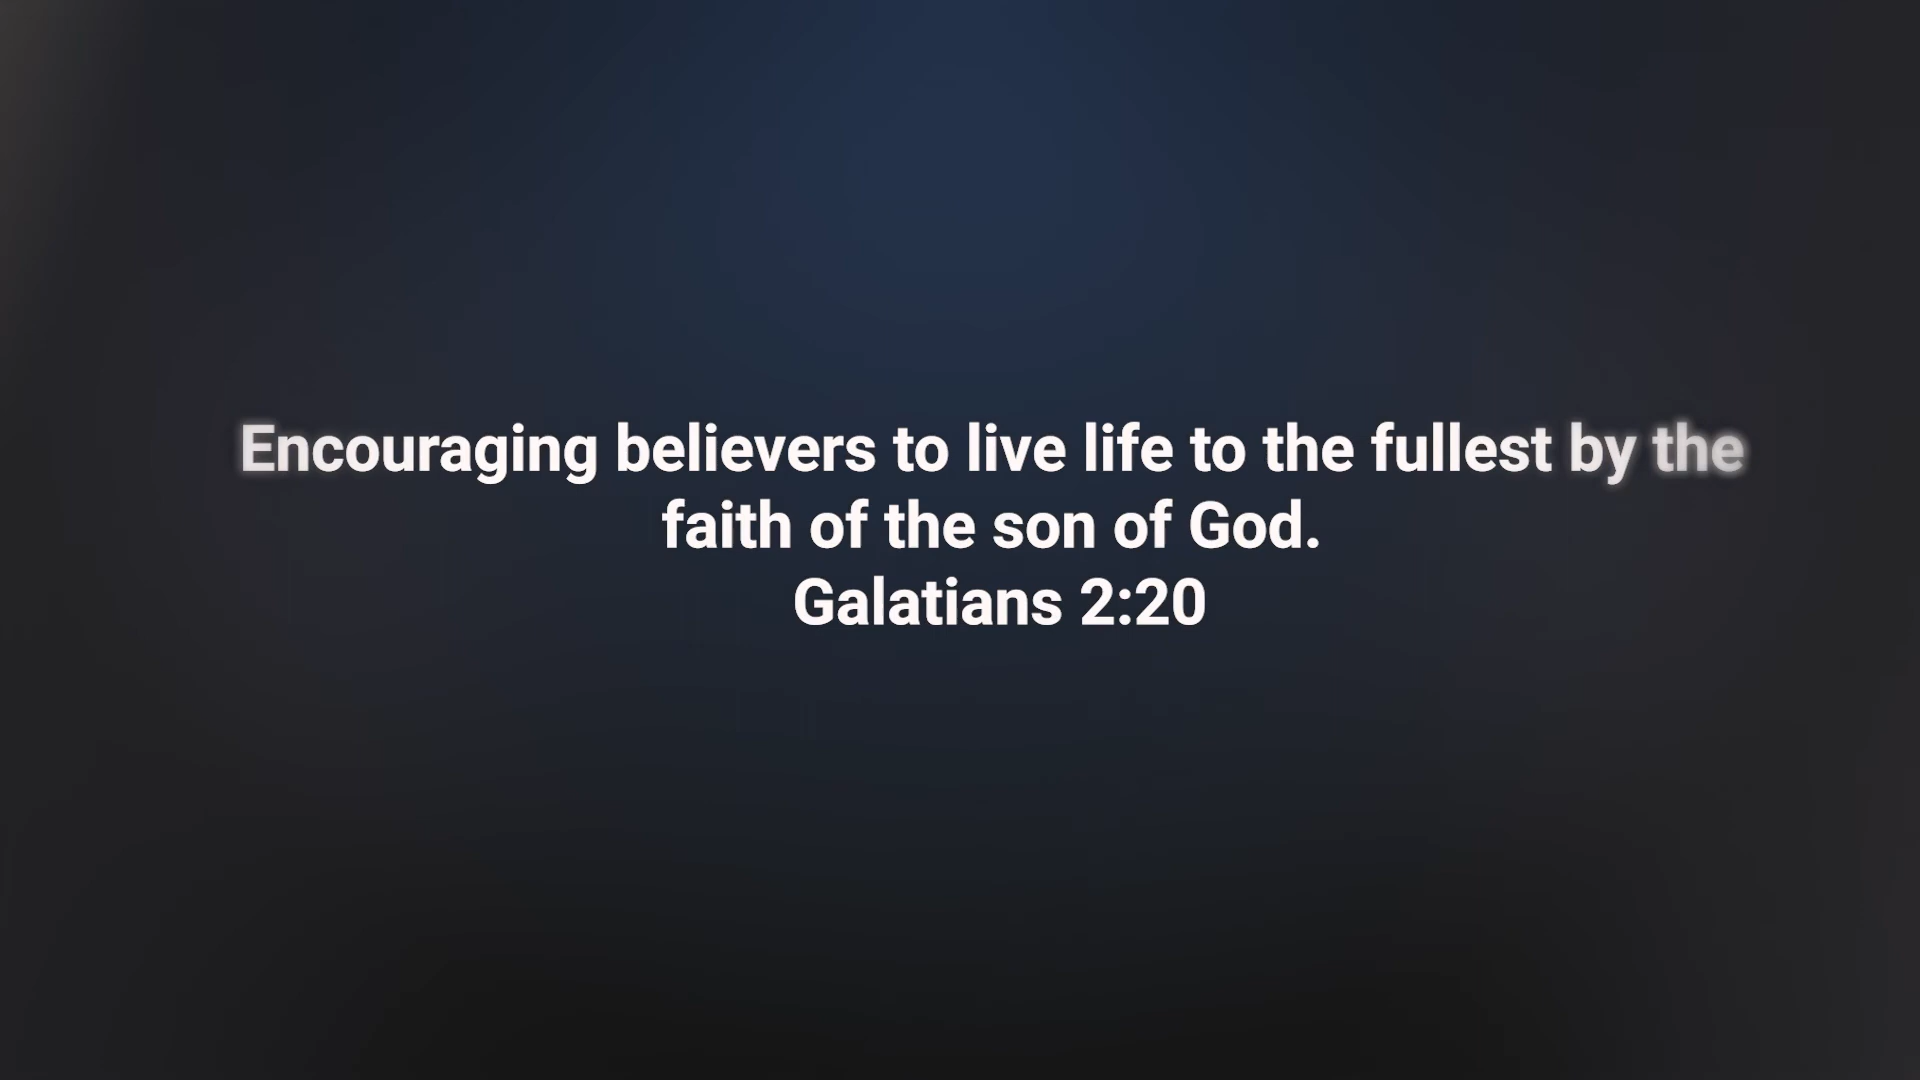 Encouraging believers to live life to the fullest by the
faith of the son of God.
Galatians 2:20